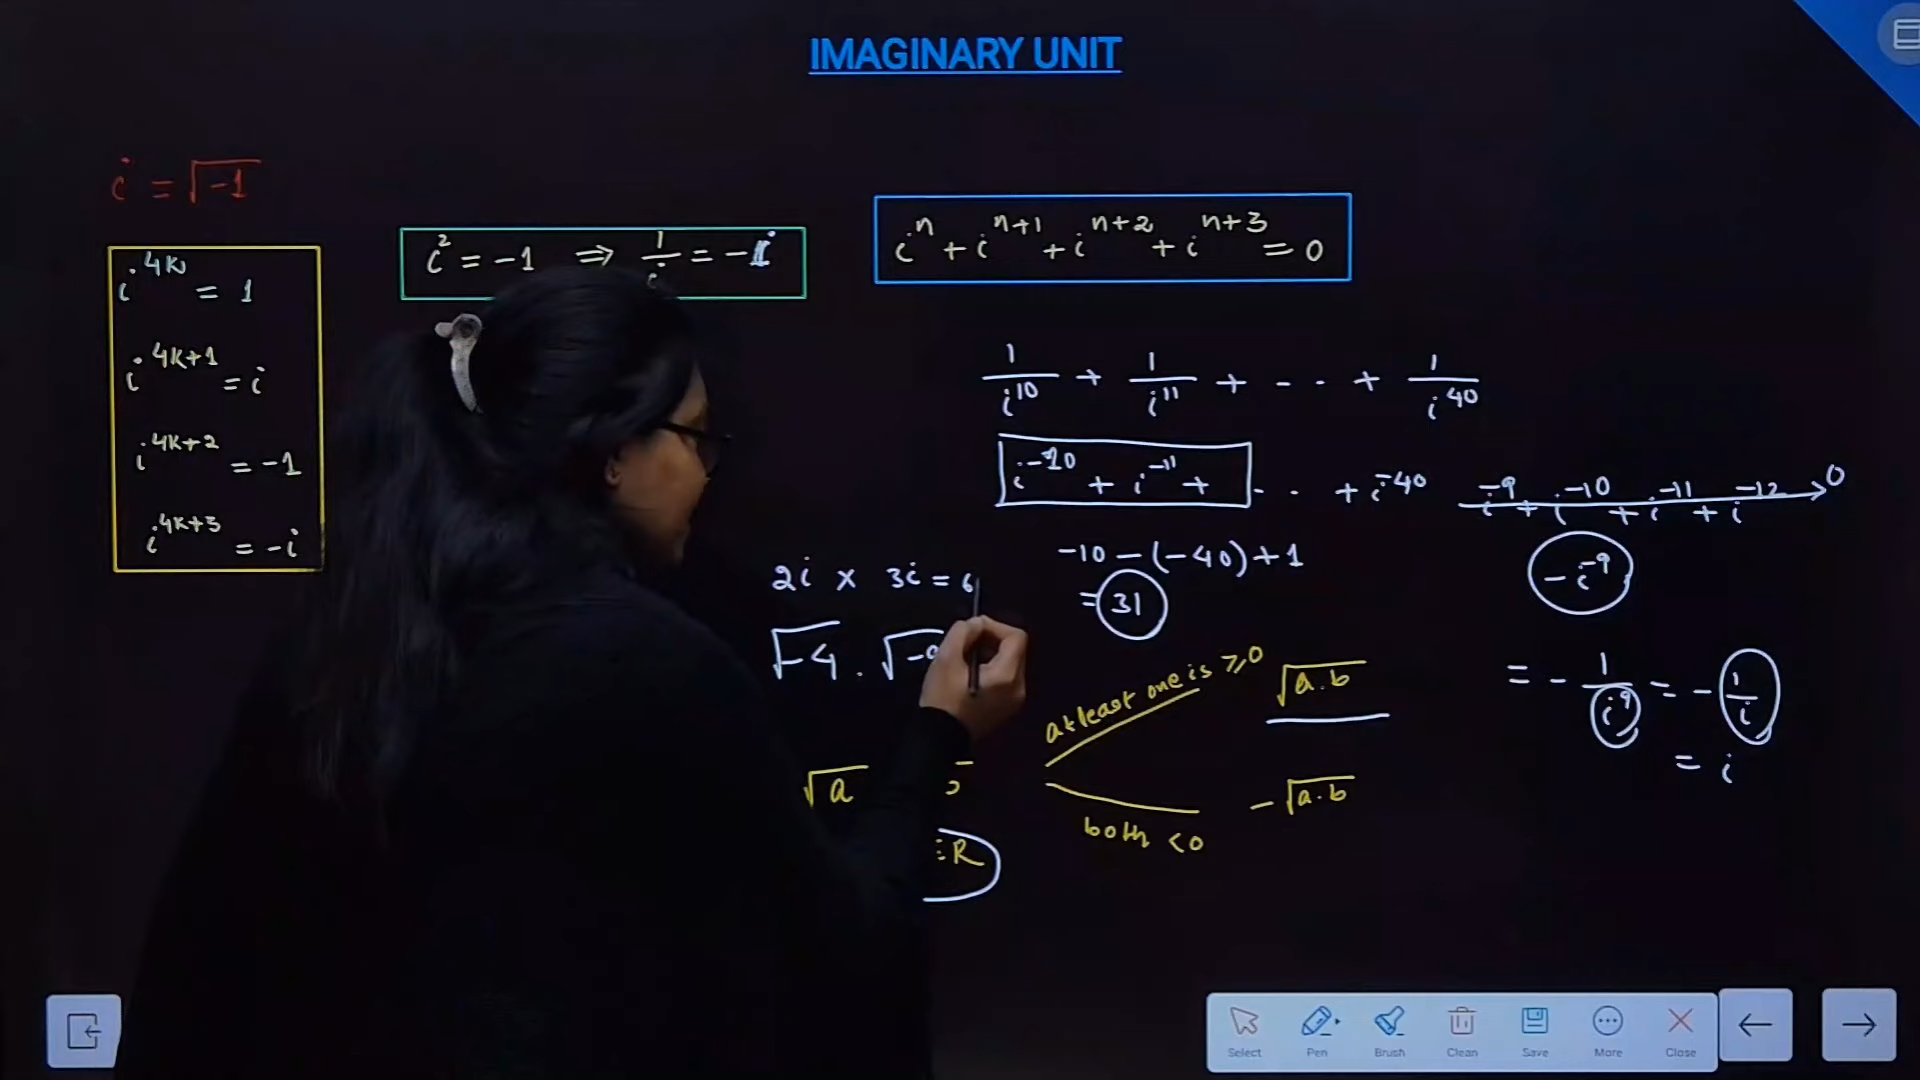 IMAGINARY UNIT
i = √-1
i^4K = 1
i^4K+1 = i
i^4K+2 = -1
i^4K+3 = -i
i² = -1 ⇒ 1/i = -i
i^n + i^n+1 + i^n+2 + i^n+3 = 0
1/i^10 + 1/i^11 + - - + 1/i^40
i^-10 + i^-11 + - - + i^-40
i^-9 + i^-10 + i^-11 + i^-12 → 0
-10 - (-40) + 1
= 31
-i^-9
= - 1/i^9 = - 1/i
= i
2i x 3i = 6
√-4 . √-9
√a
atleast one is ≥0 √a.b
both <0 -√a.b
∈R
Select Pen Brush Clean Save More Close